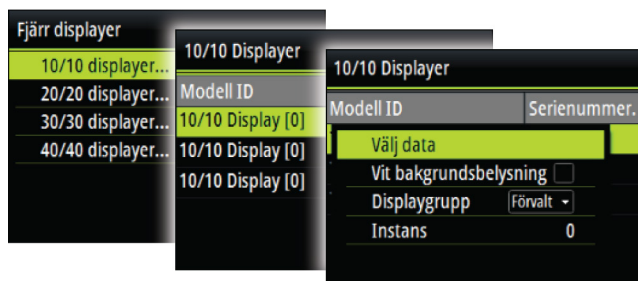 Fjärr displayer
10/10 displayer...
20/20 displayer...
30/30 displayer...
40/40 displayer...
10/10 Displayer
Modell ID
10/10 Display [0]
10/10 Display [0]
10/10 Display [0]
10/10 Displayer
Modell ID Serienummer.
Välj data
Vit bakgrundsbelysning
Displaygrupp Förvalt
Instans 0